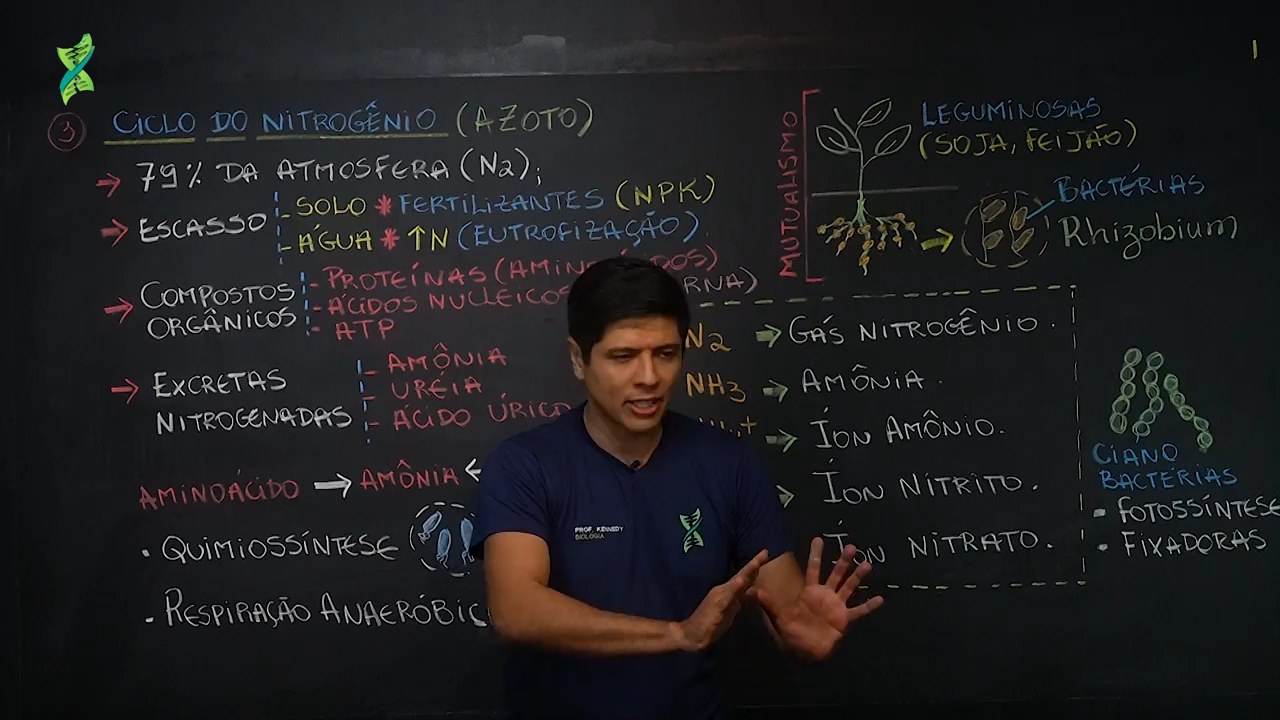 3 CICLO DO NITROGÊNIO (AZOTO)
→ 79% DA ATMOSFERA (N2);
→ ESCASSO
- SOLO * FERTILIZANTES (NPK)
- ÁGUA * ↑N (EUTROFIZAÇÃO).
→ COMPOSTOS ORGÂNICOS
- PROTEÍNAS
- ÁCIDOS NUCLEICOS RNA)
- ATP
→ EXCRETAS NITROGENADAS
- AMÔNIA
- UREIA
- ÁCIDO ÚRICO
AMINOÁCIDO → AMÔNIA ←
• QUIMIOSSÍNTESE
• RESPIRAÇÃO
PROF. KENNEDY
BIOLOGIA
MUTUALISMO
LEGUMINOSAS
(SOJA, FEIJÃO)
BACTÉRIAS
Rhizobium
N2 → GÁS NITROGÊNIO.
NH3 → AMÔNIA.
→ ÍON AMÔNIO.
→ ÍON NITRITO.
ÍON NITRATO.
CIANO
BACTÉRIAS
- FOTOSSÍNTESE
- FIXADORAS